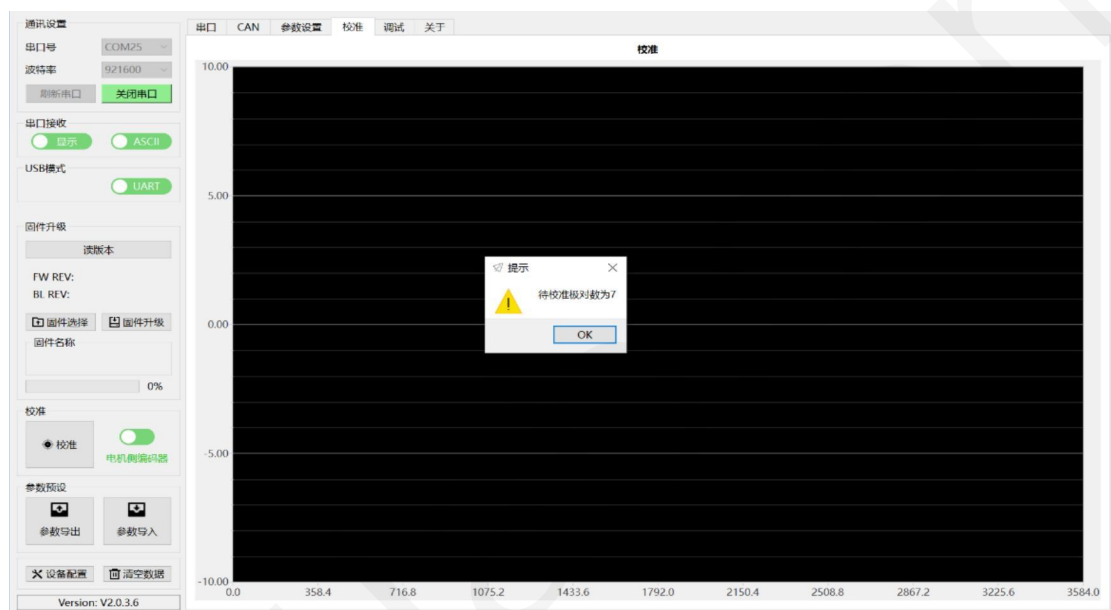 通讯设置
串口号 COM25
波特率 921600
刷新串口 关闭串口
串口接收
显示 ASCII
USB模式
UART
固件升级
读版本
FW REV:
BL REV:
固件选择 固件升级
固件名称
0%
校准
校准
电机侧编码器
参数预设
参数导出 参数导入
设备配置 清空数据
Version: V2.0.3.6
串口 CAN 参数设置 校准 调试 关于
校准
10.00
5.00
0.00
-5.00
-10.00
0.0 358.4 716.8 1075.2 1433.6 1792.0 2150.4 2508.8 2867.2 3225.6 3584.0
提示
待校准极对数为7
OK